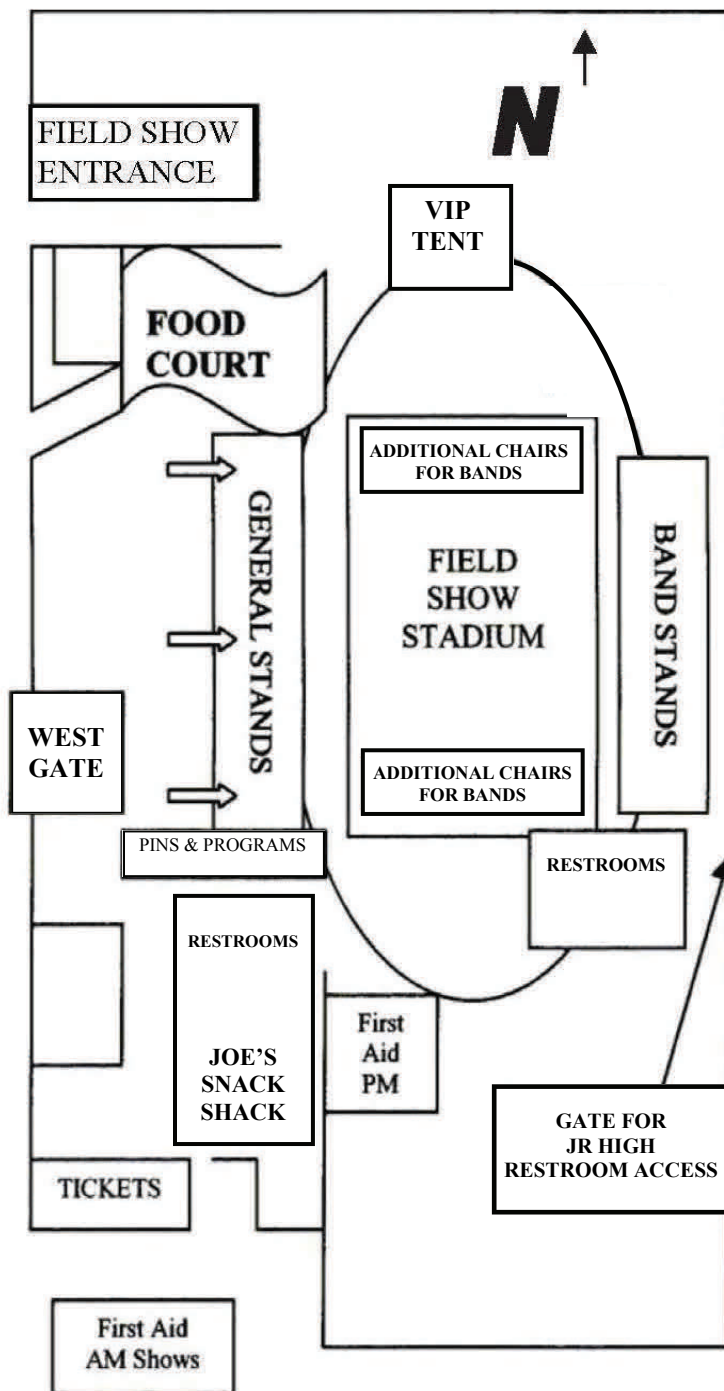 N
FIELD SHOW
ENTRANCE
VIP
TENT
FOOD
COURT
GENERAL STANDS
ADDITIONAL CHAIRS
FOR BANDS
FIELD
SHOW
STADIUM
BAND STANDS
WEST
GATE
ADDITIONAL CHAIRS
FOR BANDS
PINS & PROGRAMS
RESTROOMS
RESTROOMS
JOE'S
SNACK
SHACK
First
Aid
PM
GATE FOR
JR HIGH
RESTROOM ACCESS
TICKETS
First Aid
AM Shows